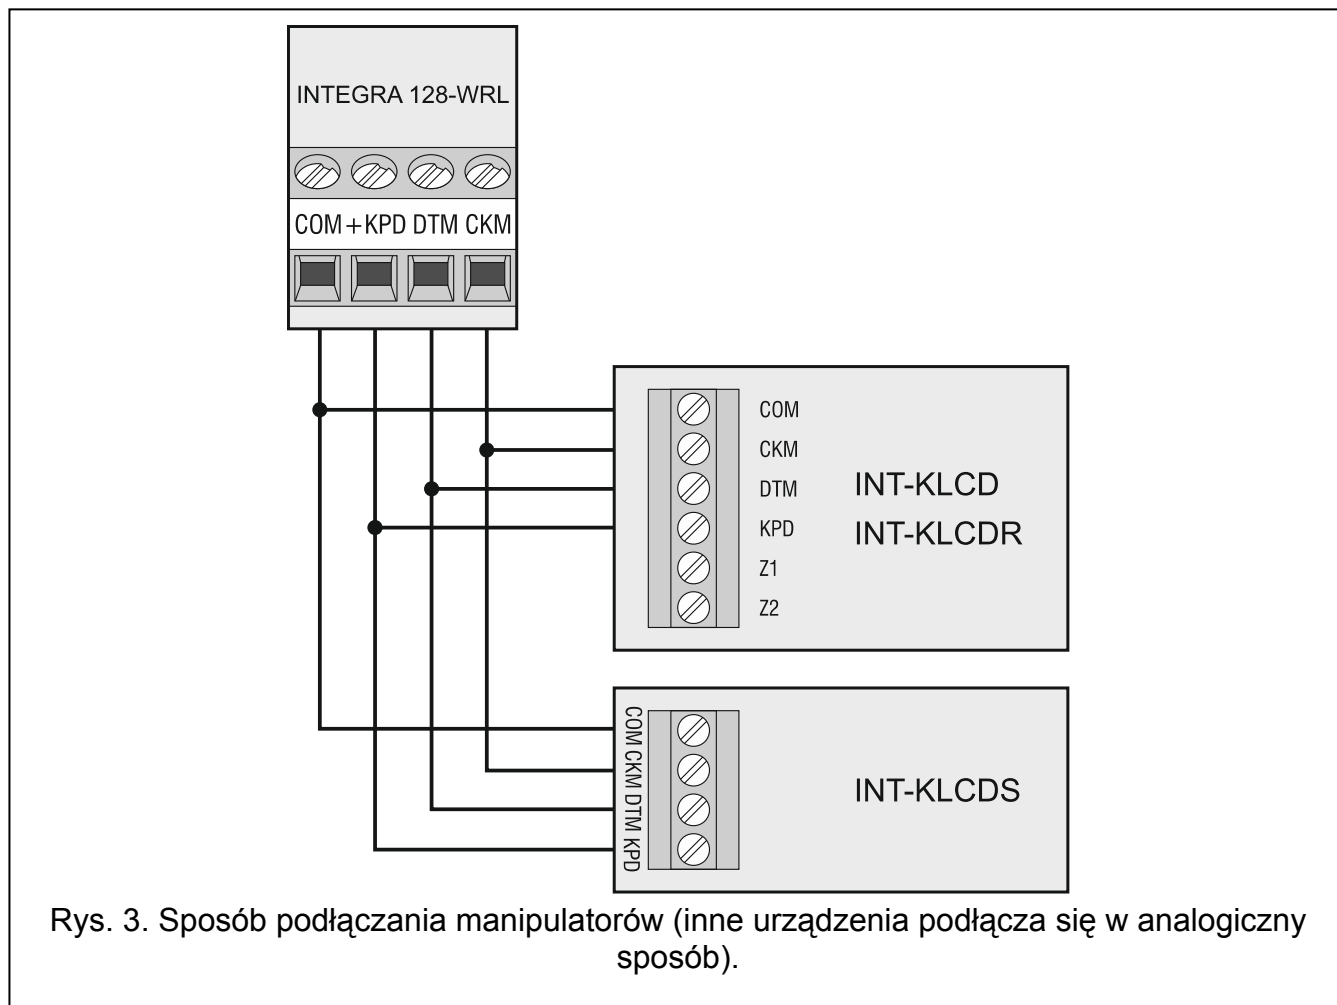 INTEGRA 128-WRL
COM +KPD DTM CKM
COM
CKM
DTM
KPD
Z1
Z2
INT-KLCD
INT-KLCDR
COM CKM DTM KPD
INT-KLCDS
Rys. 3. Sposób podłączania manipulatorów (inne urządzenia podłącza się w analogiczny
sposób).